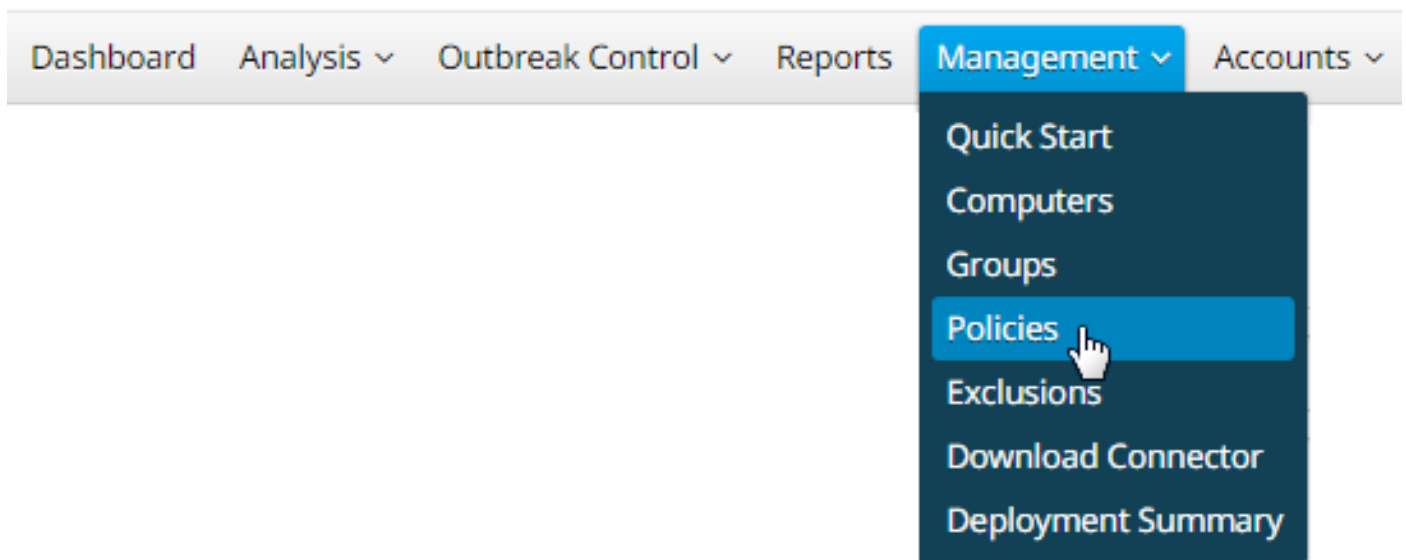 Dashboard Analysis Outbreak Control Reports Management Accounts
Quick Start
Computers
Groups
Policies
Exclusions
Download Connector
Deployment Summary